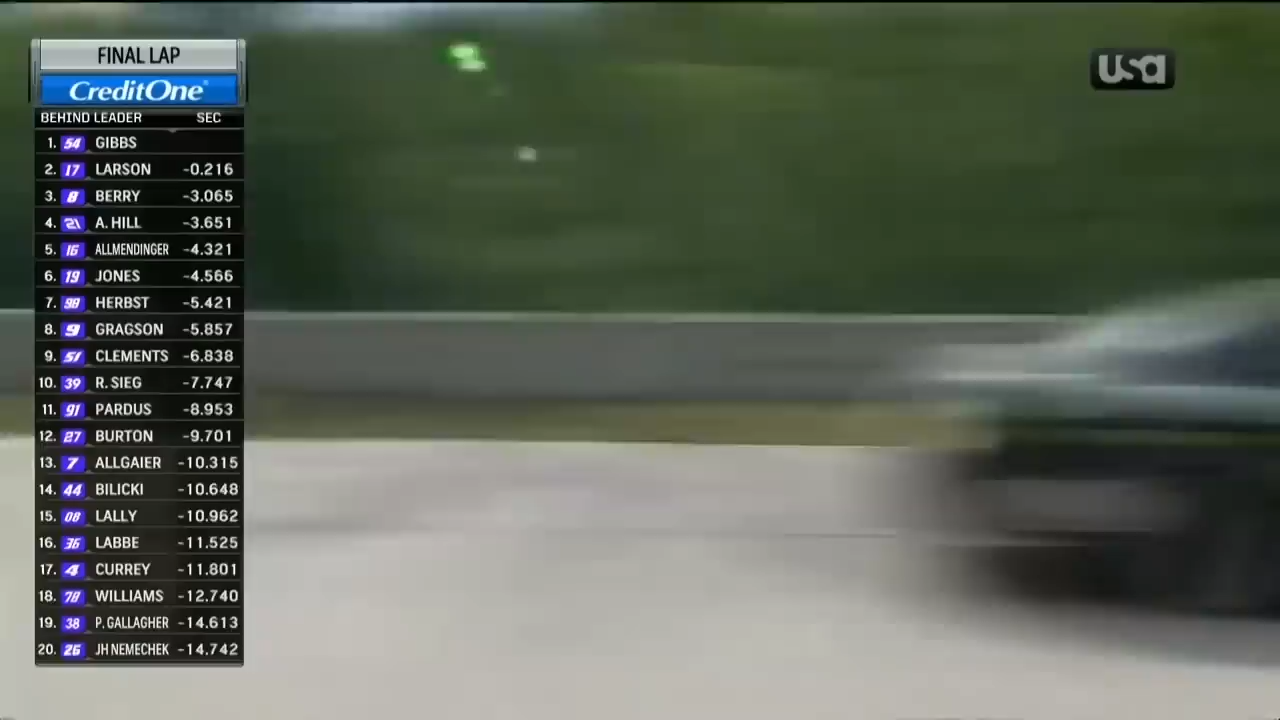 FINAL LAP
CreditOne
BEHIND LEADER SEC
1. 54 GIBBS
2. 17 LARSON -0.216
3. 8 BERRY -3.065
4. 21 A. HILL -3.651
5. 16 ALLMENDINGER -4.321
6. 19 JONES -4.566
7. 98 HERBST -5.421
8. 9 GRAGSON -5.857
9. 51 CLEMENTS -6.838
10. 39 R. SIEG -7.747
11. 91 PARDUS -8.953
12. 27 BURTON -9.701
13. 7 ALLGAIER -10.315
14. 44 BILICKI -10.648
15. 08 LALLY -10.962
16. 36 LABBE -11.525
17. 4 CURREY -11.801
18. 78 WILLIAMS -12.740
19. 38 P. GALLAGHER -14.613
20. 26 JH NEMECHEK -14.742
usa